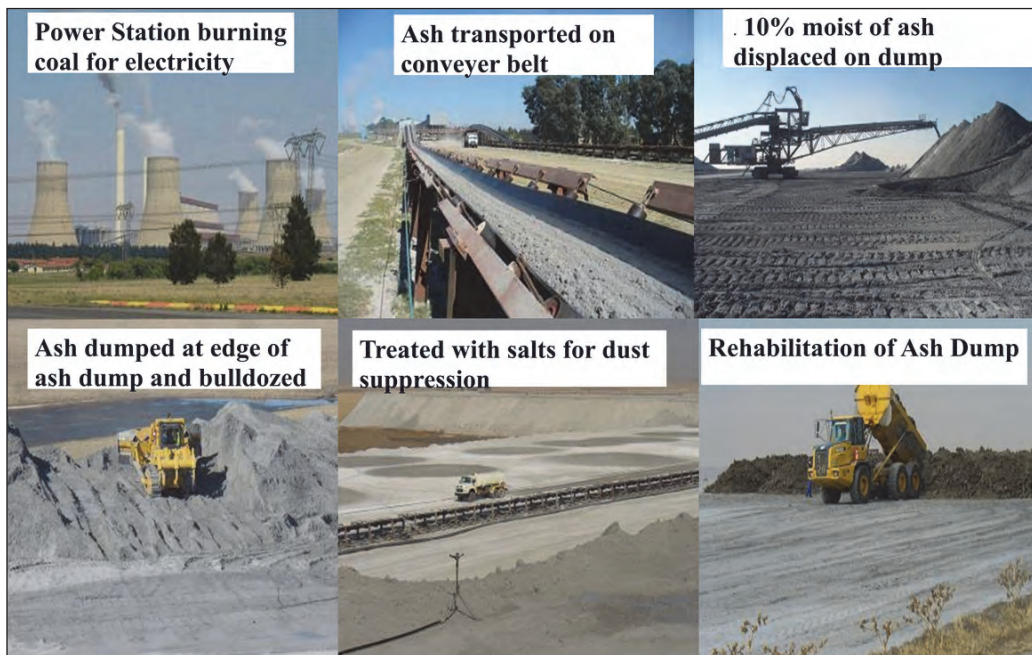 Power Station burning
coal for electricity
Ash transported on
conveyer belt
. 10% moist of ash
displaced on dump
Ash dumped at edge of
ash dump and bulldozed
Treated with salts for dust
suppression
Rehabilitation of Ash Dump